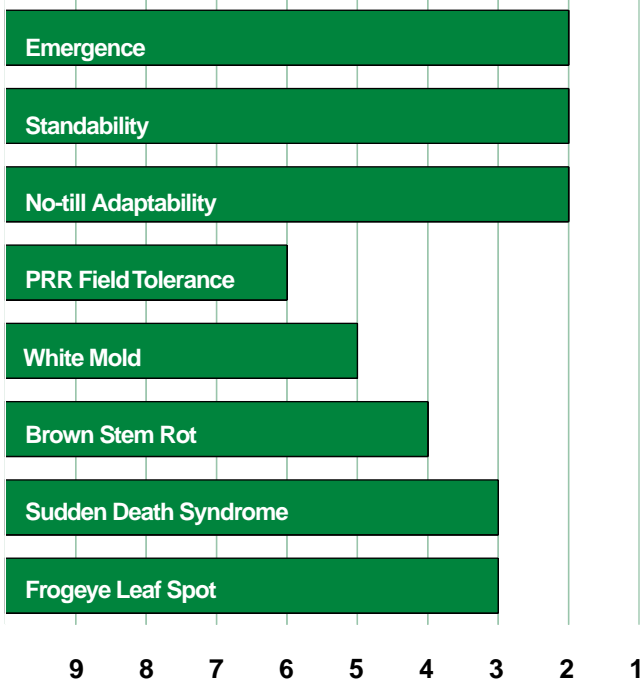 Emergence
Standability
No-till Adaptability
PRR Field Tolerance
White Mold
Brown Stem Rot
Sudden Death Syndrome
Frogeye Leaf Spot
9 8 7 6 5 4 3 2 1